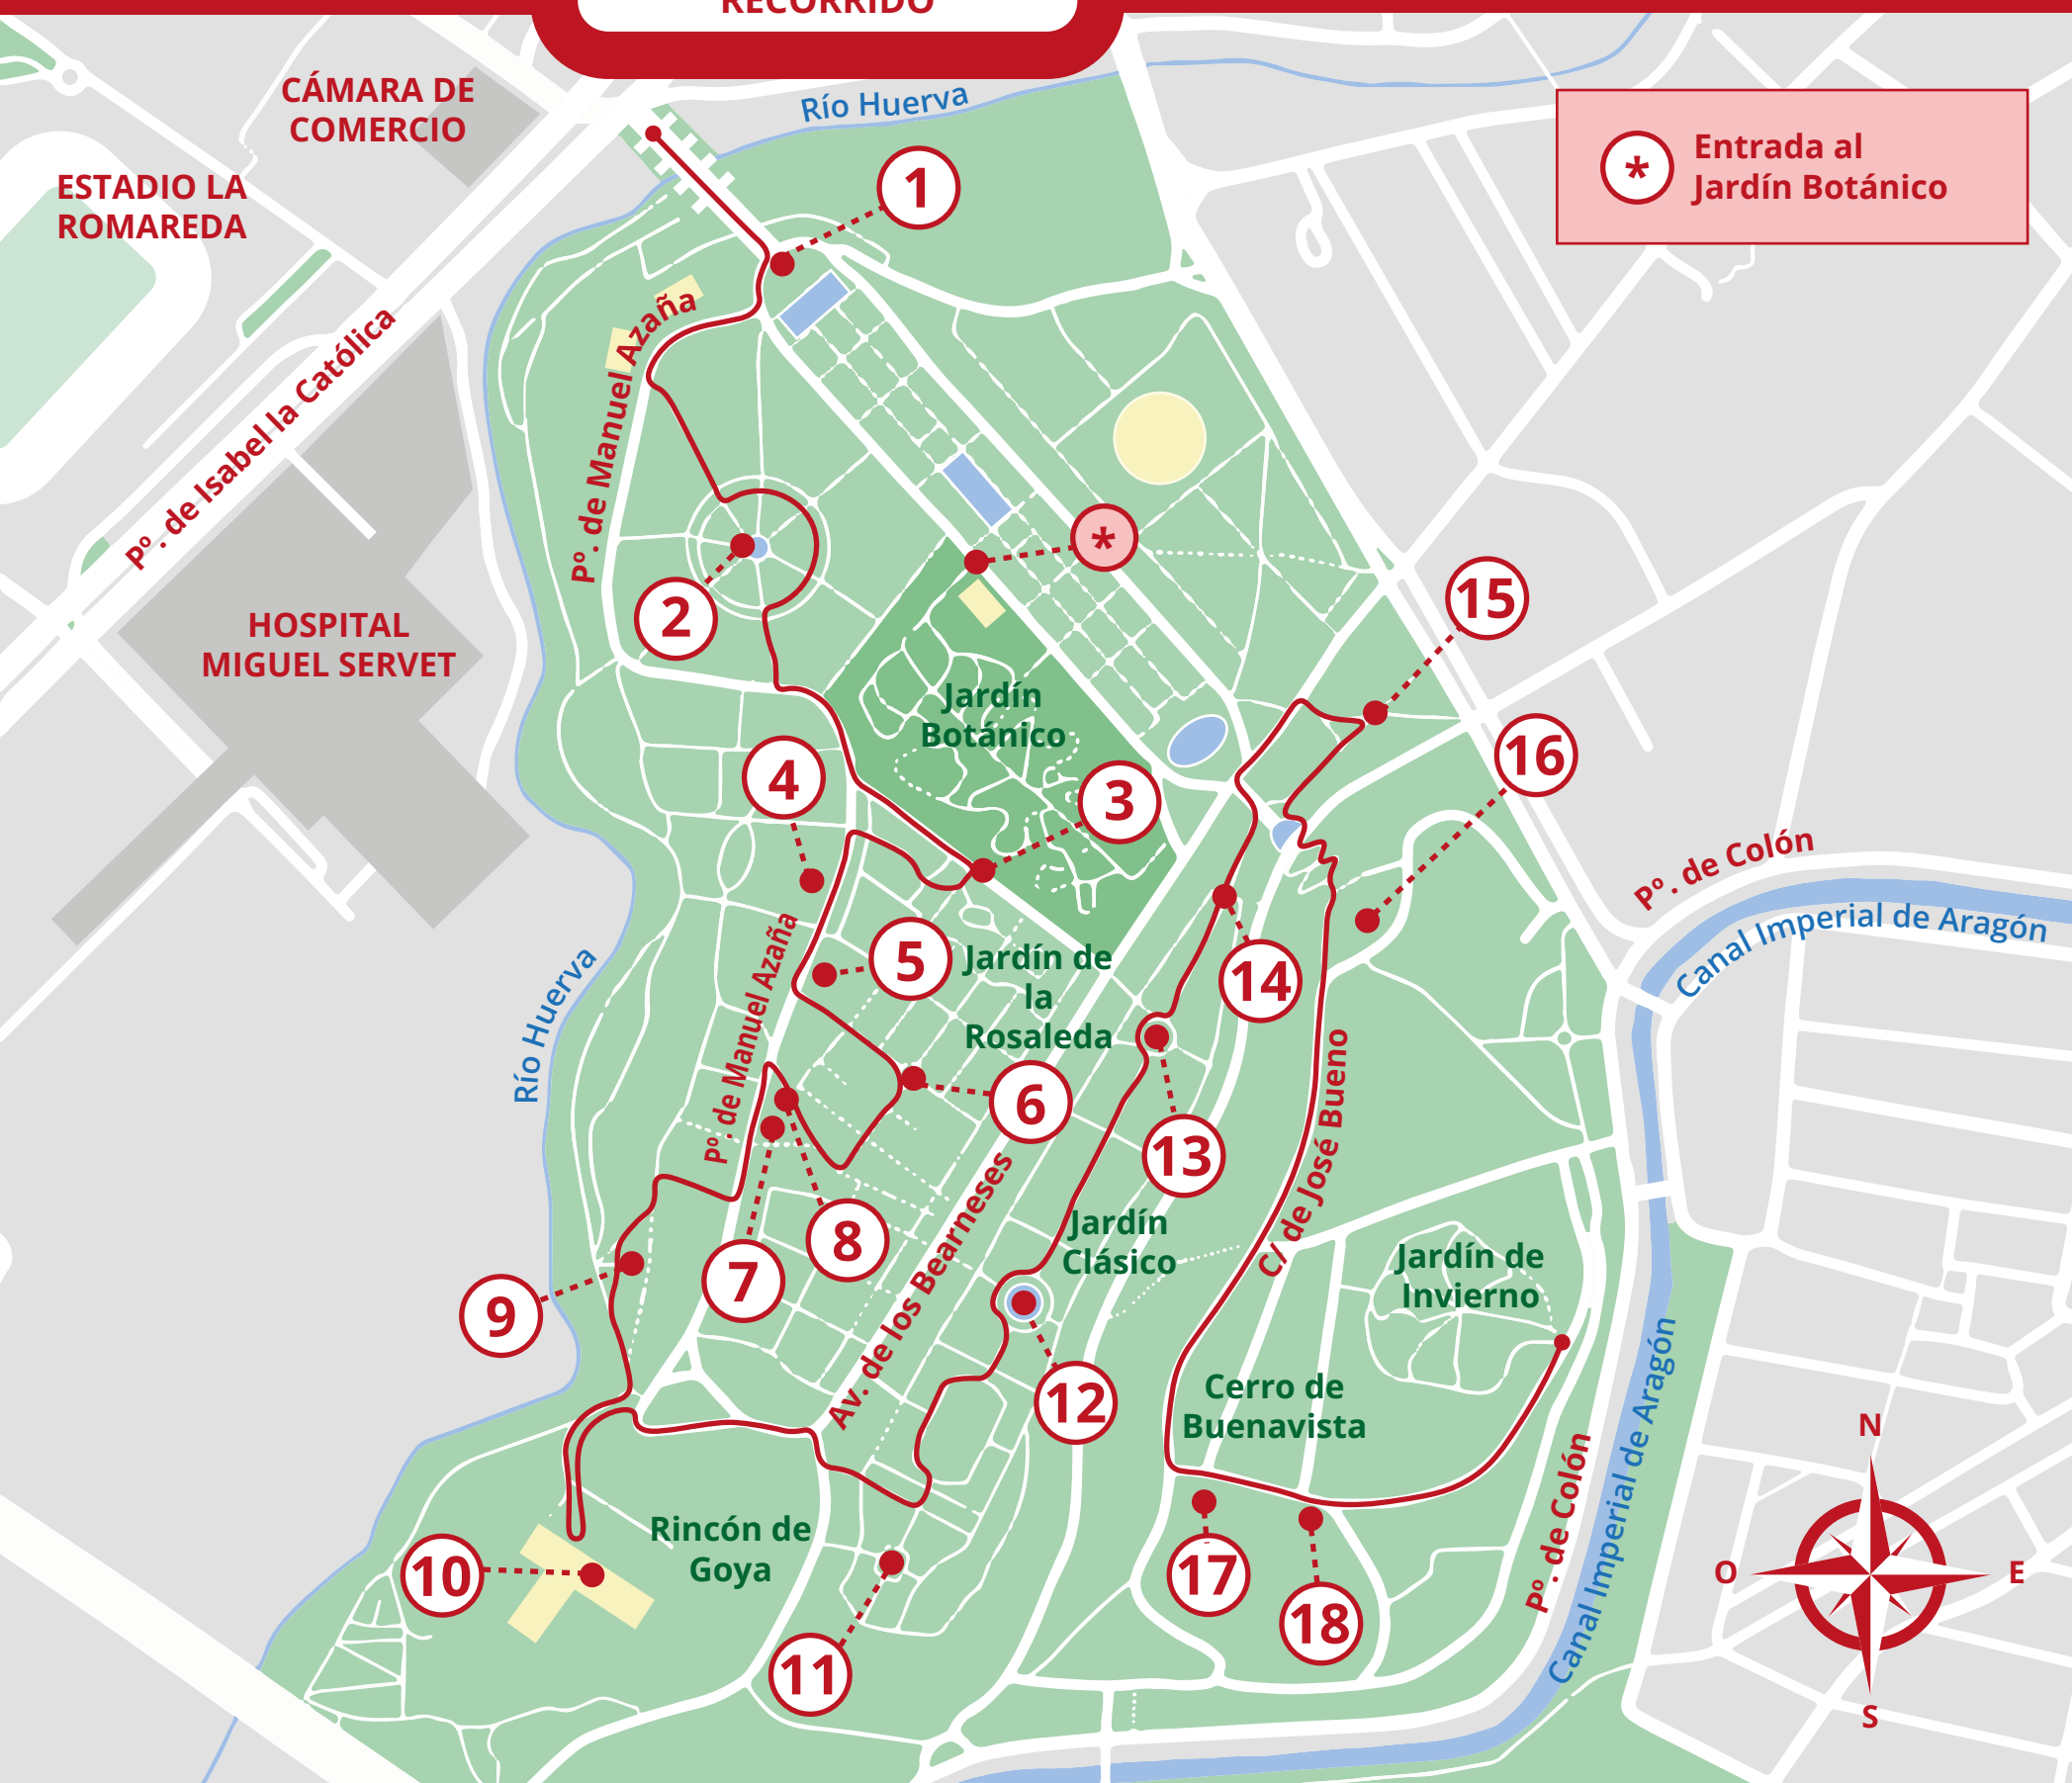 RECORRIDO
CÁMARA DE
COMERCIO
Río Huerva
*
Entrada al
Jardín Botánico
ESTADIO LA
ROMAREDA
1
Pº. de Manuel Azaña
Pº. de Isabel la Católica
*
2
15
HOSPITAL
MIGUEL SERVET
Jardín
Botánico
16
4
3
Pº. de Colón
Canal Imperial de Aragón
5
Jardín de
la
Rosaleda
14
Pº. de Manuel Azaña
Río Huerva
6
13
C/ de José Bueno
8
7
Jardín
Clásico
Av. de los Bearneses
Jardín de
Invierno
9
12
Cerro de
Buenavista
Pº. de Colón
Canal Imperial de Aragón
Rincón de
Goya
10
17
18
11
N
O
E
S